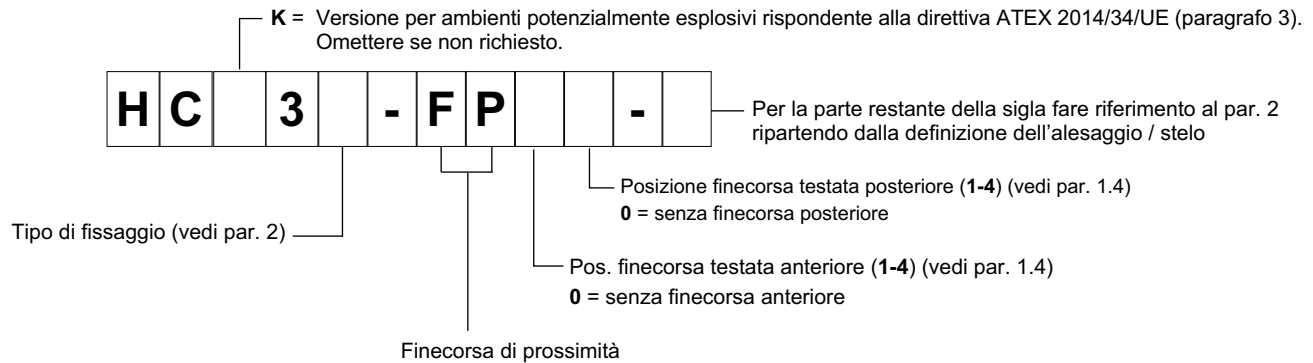 K = Versione per ambienti potenzialmente esplosivi rispondente alla direttiva ATEX 2014/34/UE (paragrafo 3).
Omettere se non richiesto.
H C 3 - F P -
Per la parte restante della sigla fare riferimento al par. 2
ripartendo dalla definizione dell'alesaggio / stelo
Posizione finecorsa testata posteriore (1-4) (vedi par. 1.4)
0 = senza finecorsa posteriore
Tipo di fissaggio (vedi par. 2)
Pos. finecorsa testata anteriore (1-4) (vedi par. 1.4)
0 = senza finecorsa anteriore
Finecorsa di prossimità